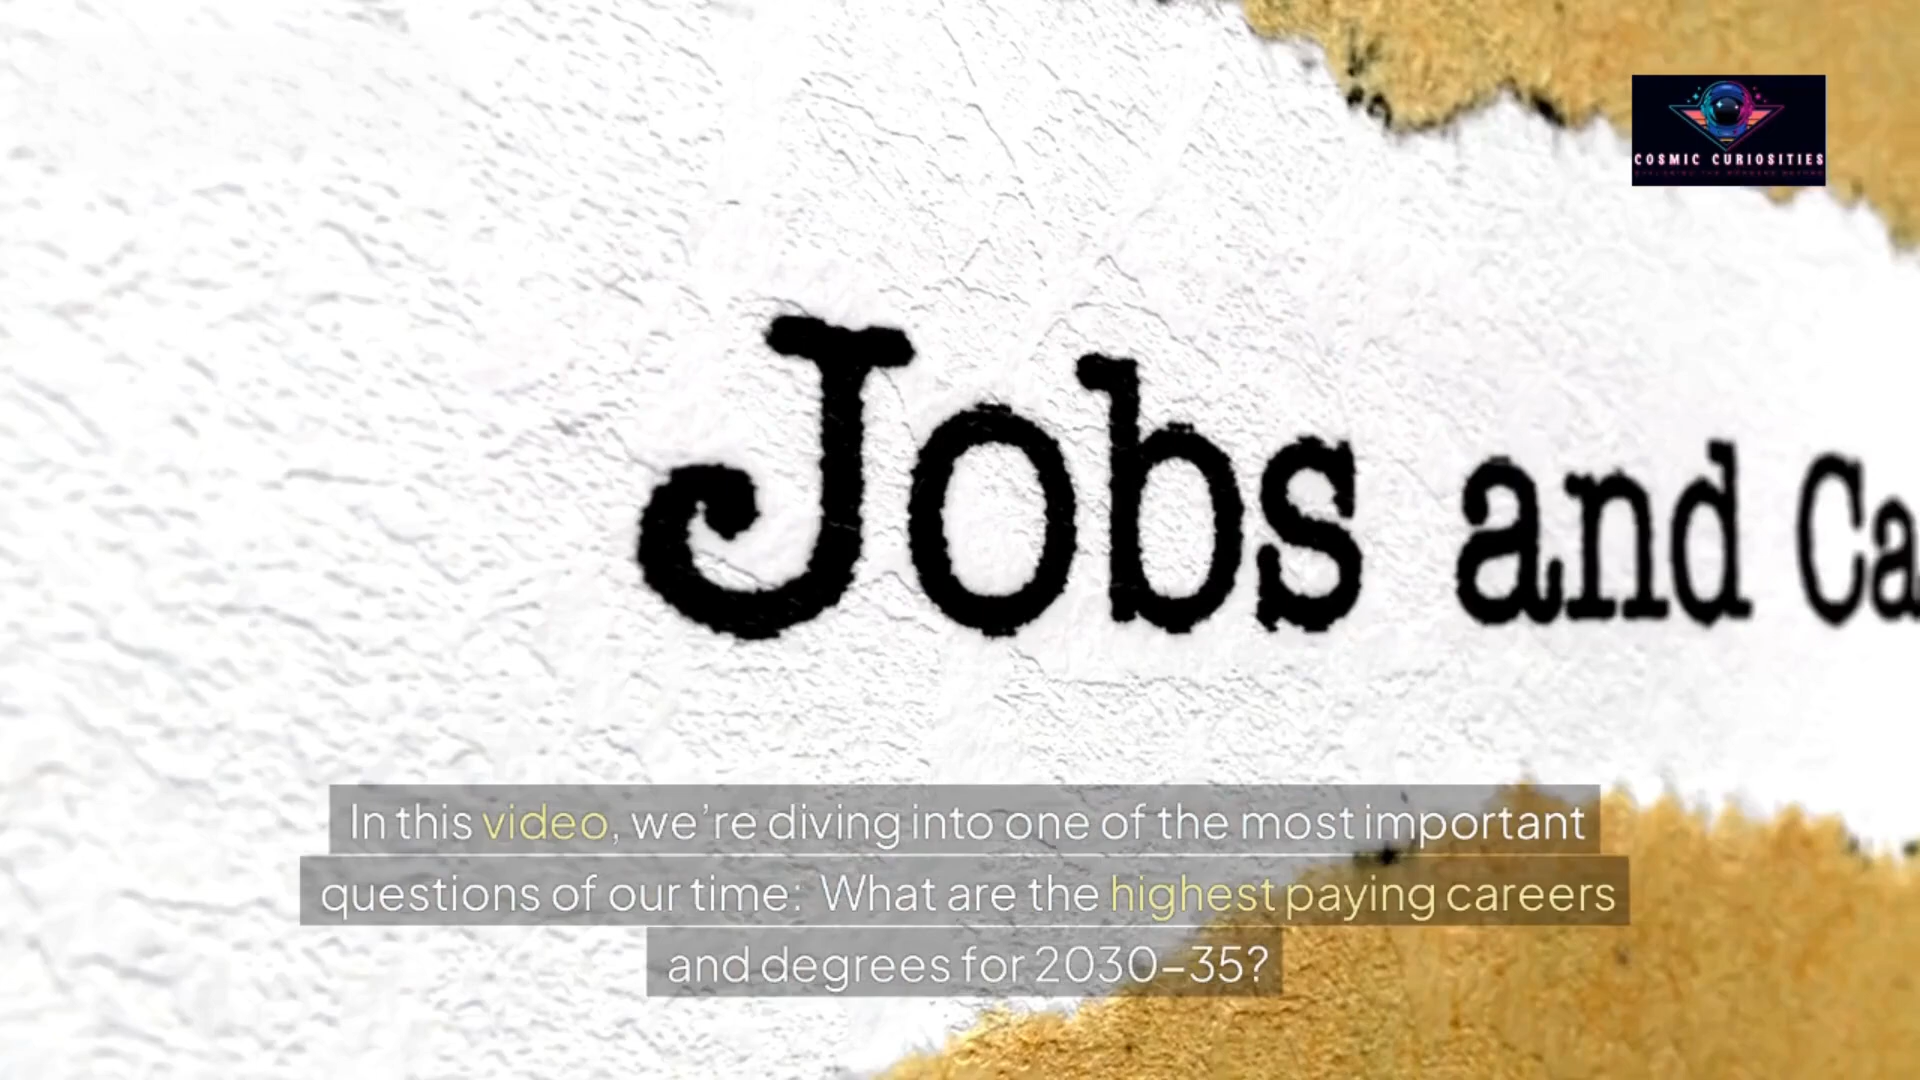 COSMIC CURIOSITIES
Jobs and Ca
In this video, we're diving into one of the most important
questions of our time: What are the highest paying careers
and degrees for 2030–35?